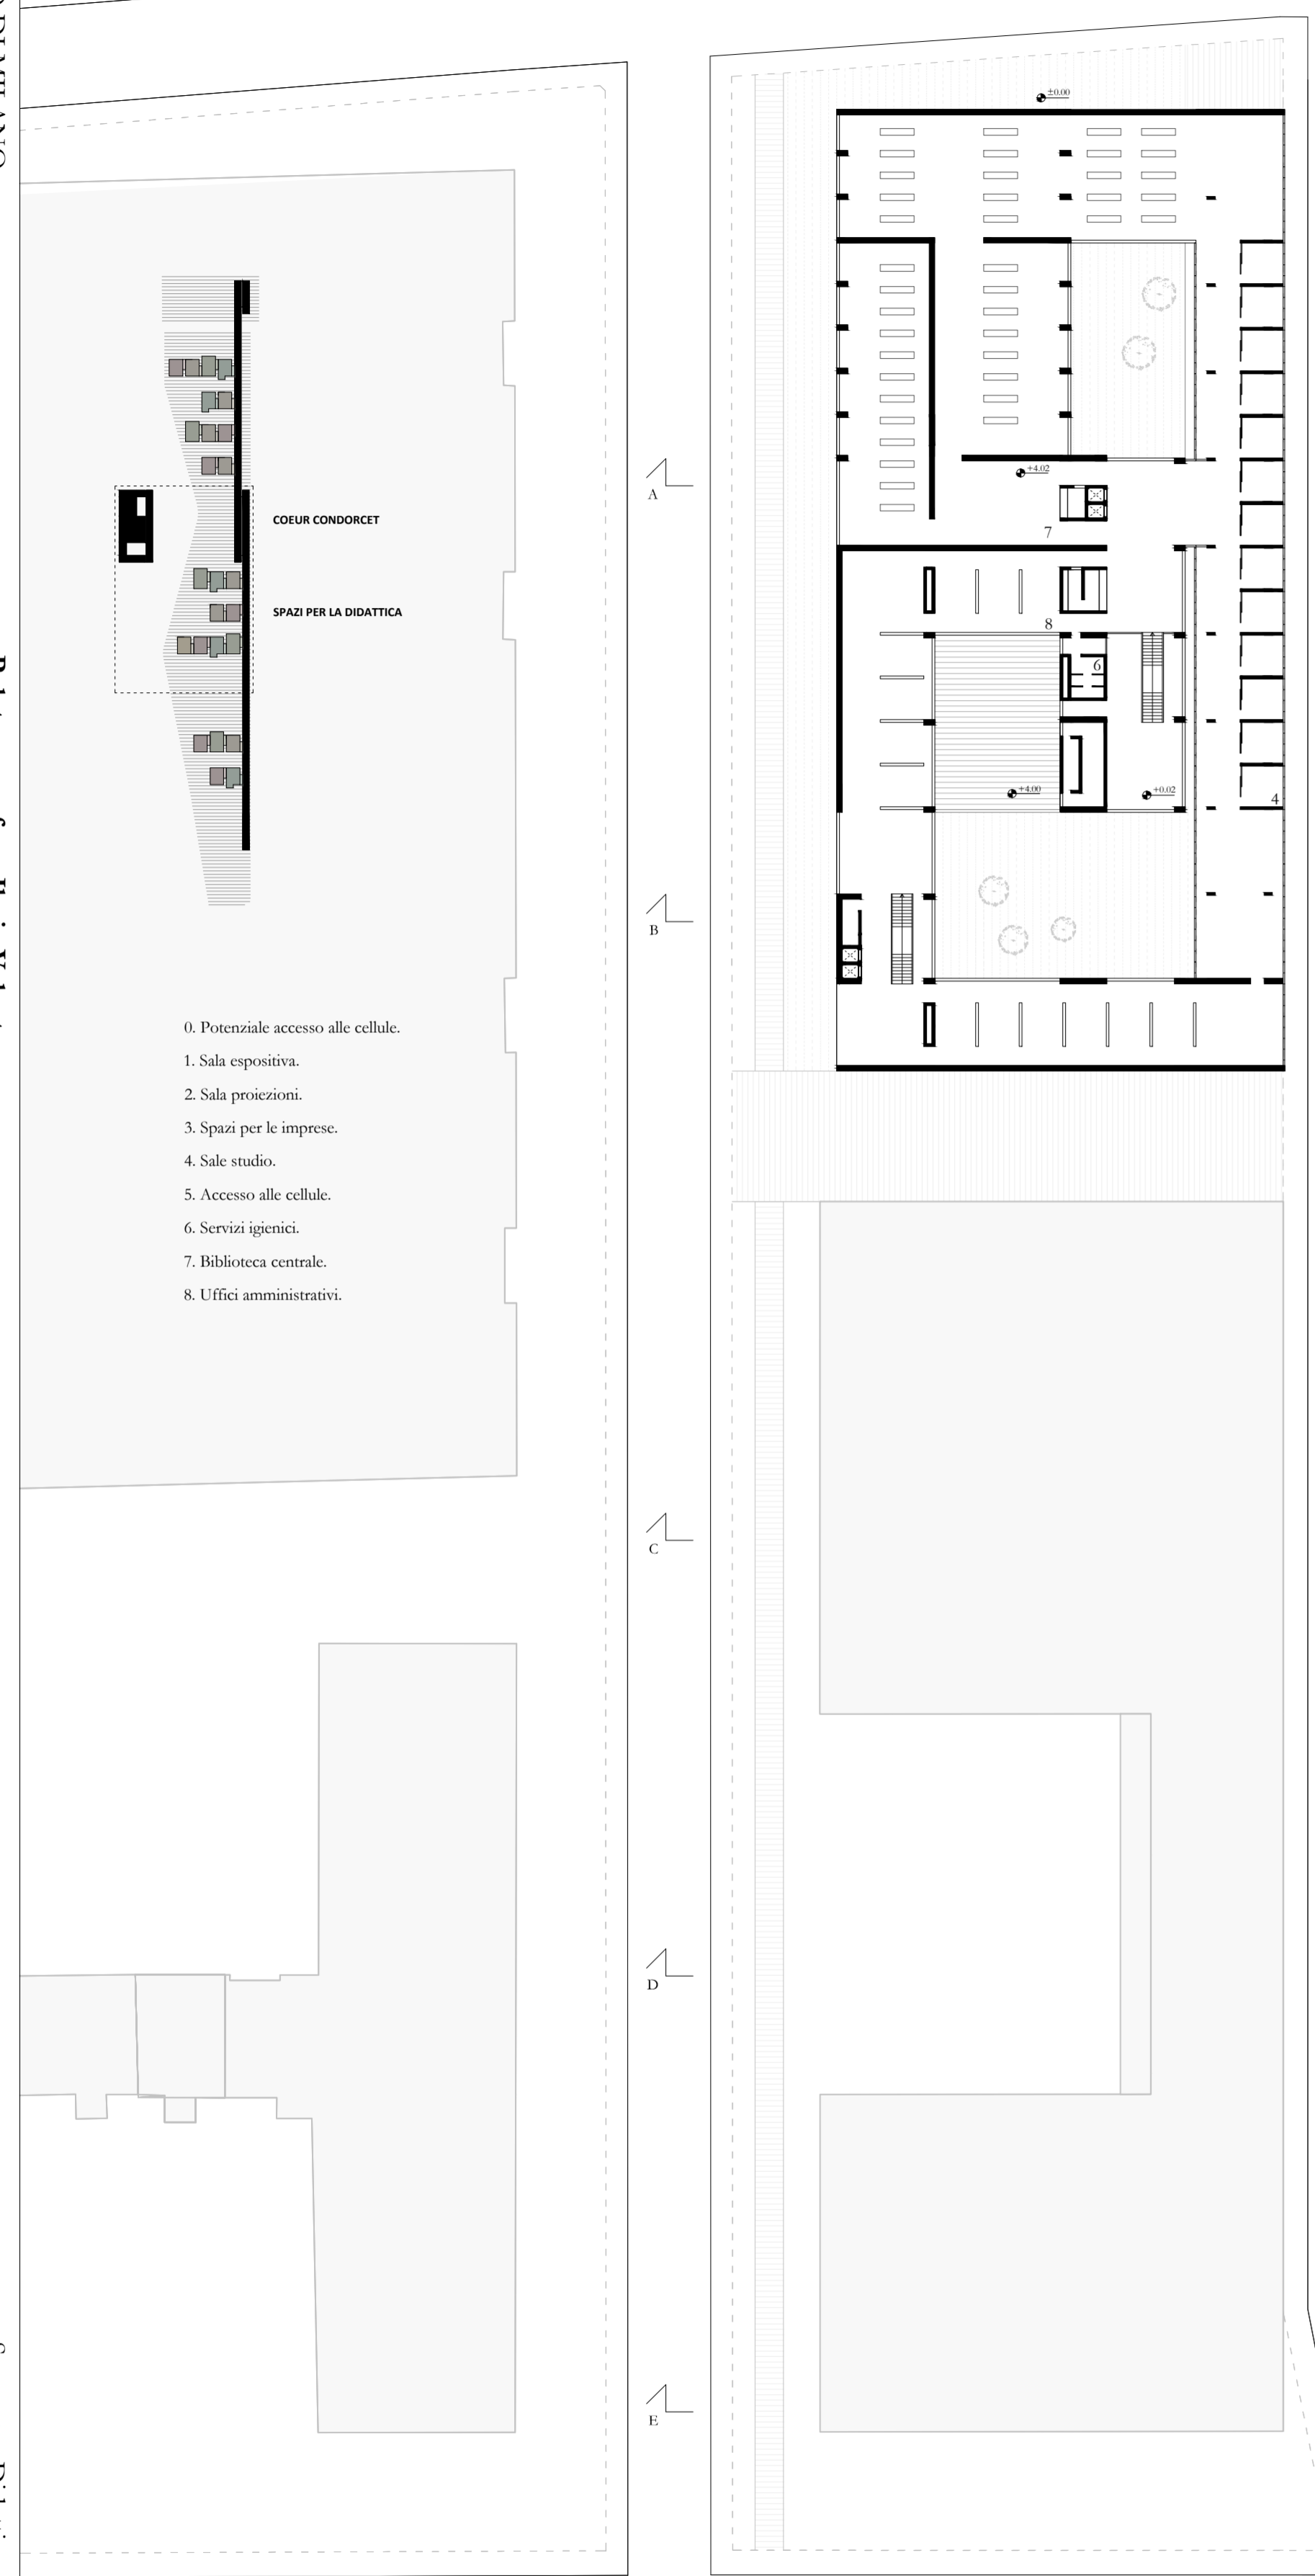 COEUR CONDORCET
SPAZI PER LA DIDATTICA
0. Potenziale accesso alle cellule.
1. Sala espositiva.
2. Sala proiezioni.
3. Spazi per le imprese.
4. Sale studio.
5. Accesso alle cellule.
6. Servizi igienici.
7. Biblioteca centrale.
8. Uffici amministrativi.
A
B
C
D
E
±0.00
+4.02
7
8
6
+4.00
+0.02
4